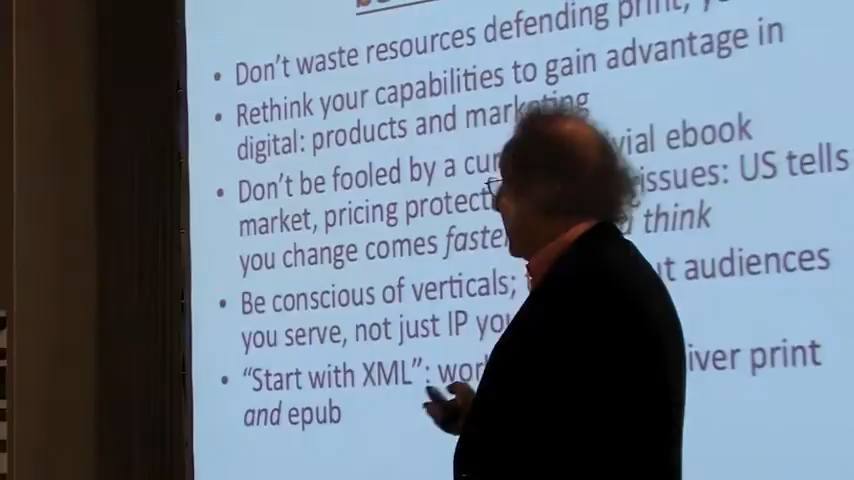 Don't waste resources defending print,
Rethink your capabilities to gain advantage in
digital: products and marketing
Don't be fooled by a ivial ebook
market, pricing protect issues: US tells
you change comes faster think
Be conscious of verticals; t audiences
you serve, not just IP yo
"Start with XML": wor iver print
and epub